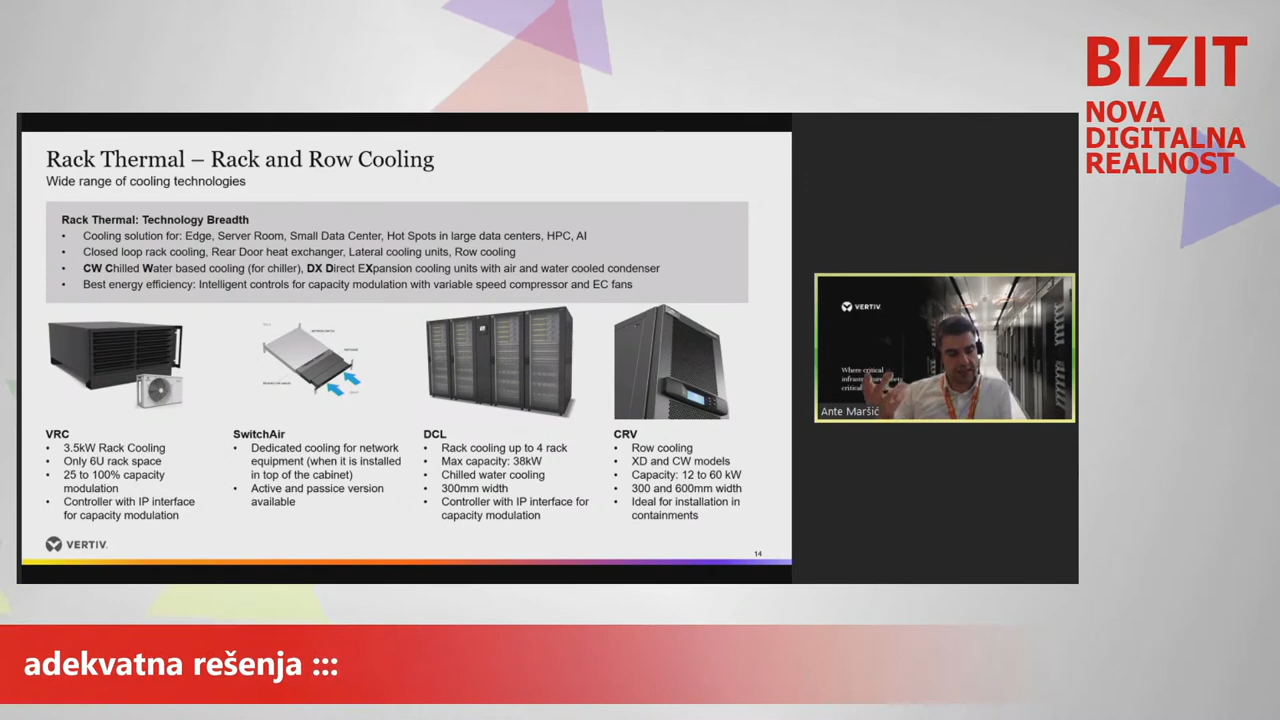 BIZIT
NOVA
DIGITALNA
REALNOST
Rack Thermal – Rack and Row Cooling
Wide range of cooling technologies
Rack Thermal: Technology Breadth
• Cooling solution for: Edge, Server Room, Small Data Center, Hot Spots in large data centers, HPC, AI
• Closed loop rack cooling, Rear Door heat exchanger, Lateral cooling units, Row cooling
• CW Chilled Water based cooling (for chiller), DX Direct EXpansion cooling units with air and water cooled condenser
• Best energy efficiency: Intelligent controls for capacity modulation with variable speed compressor and EC fans
VRC
• 3.5kW Rack Cooling
• Only 6U rack space
• 25 to 100% capacity
modulation
• Controller with IP interface
for capacity modulation
SwitchAir
• Dedicated cooling for network
equipment (when it is installed
in top of the cabinet)
• Active and passive version
available
DCL
• Rack cooling up to 4 rack
• Max capacity: 38kW
• Chilled water cooling
• 300mm width
• Controller with IP interface for
capacity modulation
CRV
• Row cooling
• XD and CW models
• Capacity: 12 to 60 kW
• 300 and 600mm width
• Ideal for installation in
containments
VERTIV.
14
VERTIV.
Where critical
Ante Maršić
adekvatna rešenja :::